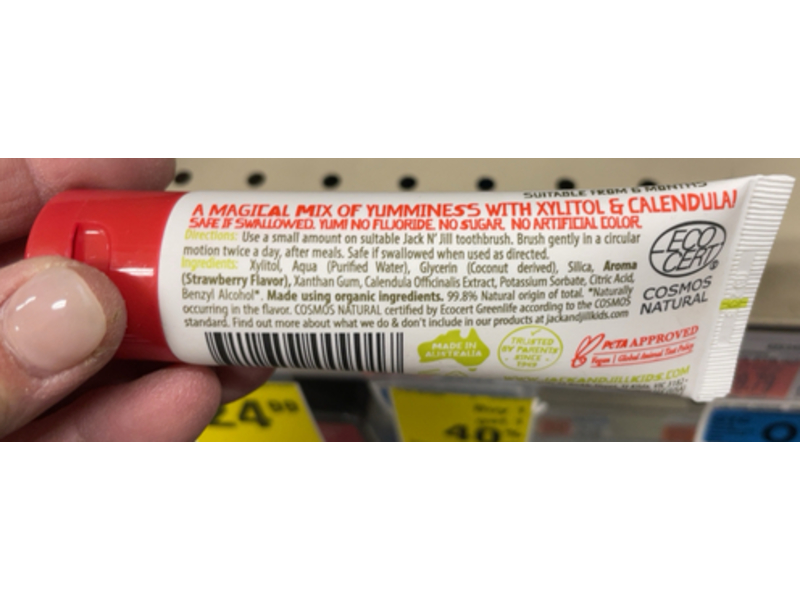 SUITABLE FROM 6 MONTHS
A MAGICAL MIX OF YUMMINESS WITH XYLITOL & CALENDULA!
SAFE IF SWALLOWED. YUM! NO FLUORIDE. NO SUGAR. NO ARTIFICIAL COLOR.
Directions: Use a small amount on suitable Jack N' Jill toothbrush. Brush gently in a circular
motion twice a day, after meals. Safe if swallowed when used as directed.
Ingredients: Xylitol, Aqua (Purified Water), Glycerin (Coconut derived), Silica, Aroma
(Strawberry Flavor), Xanthan Gum, Calendula Officinalis Extract, Potassium Sorbate, Citric Acid,
Benzyl Alcohol*. Made using organic ingredients. 99.8% Natural origin of total. *Naturally
occurring in the flavor. COSMOS NATURAL certified by Ecocert Greenlife according to the COSMOS
standard. Find out more about what we do & don't include in our products at jackandjillkids.com
ECO
CERT
COSMOS
NATURAL
MADE IN
AUSTRALIA
TRUSTED
BY PARENTS
SINCE
1949
PETA APPROVED
Vegan | Global Animal Test Policy
JACKANDJILLKIDS.COM
24
40%